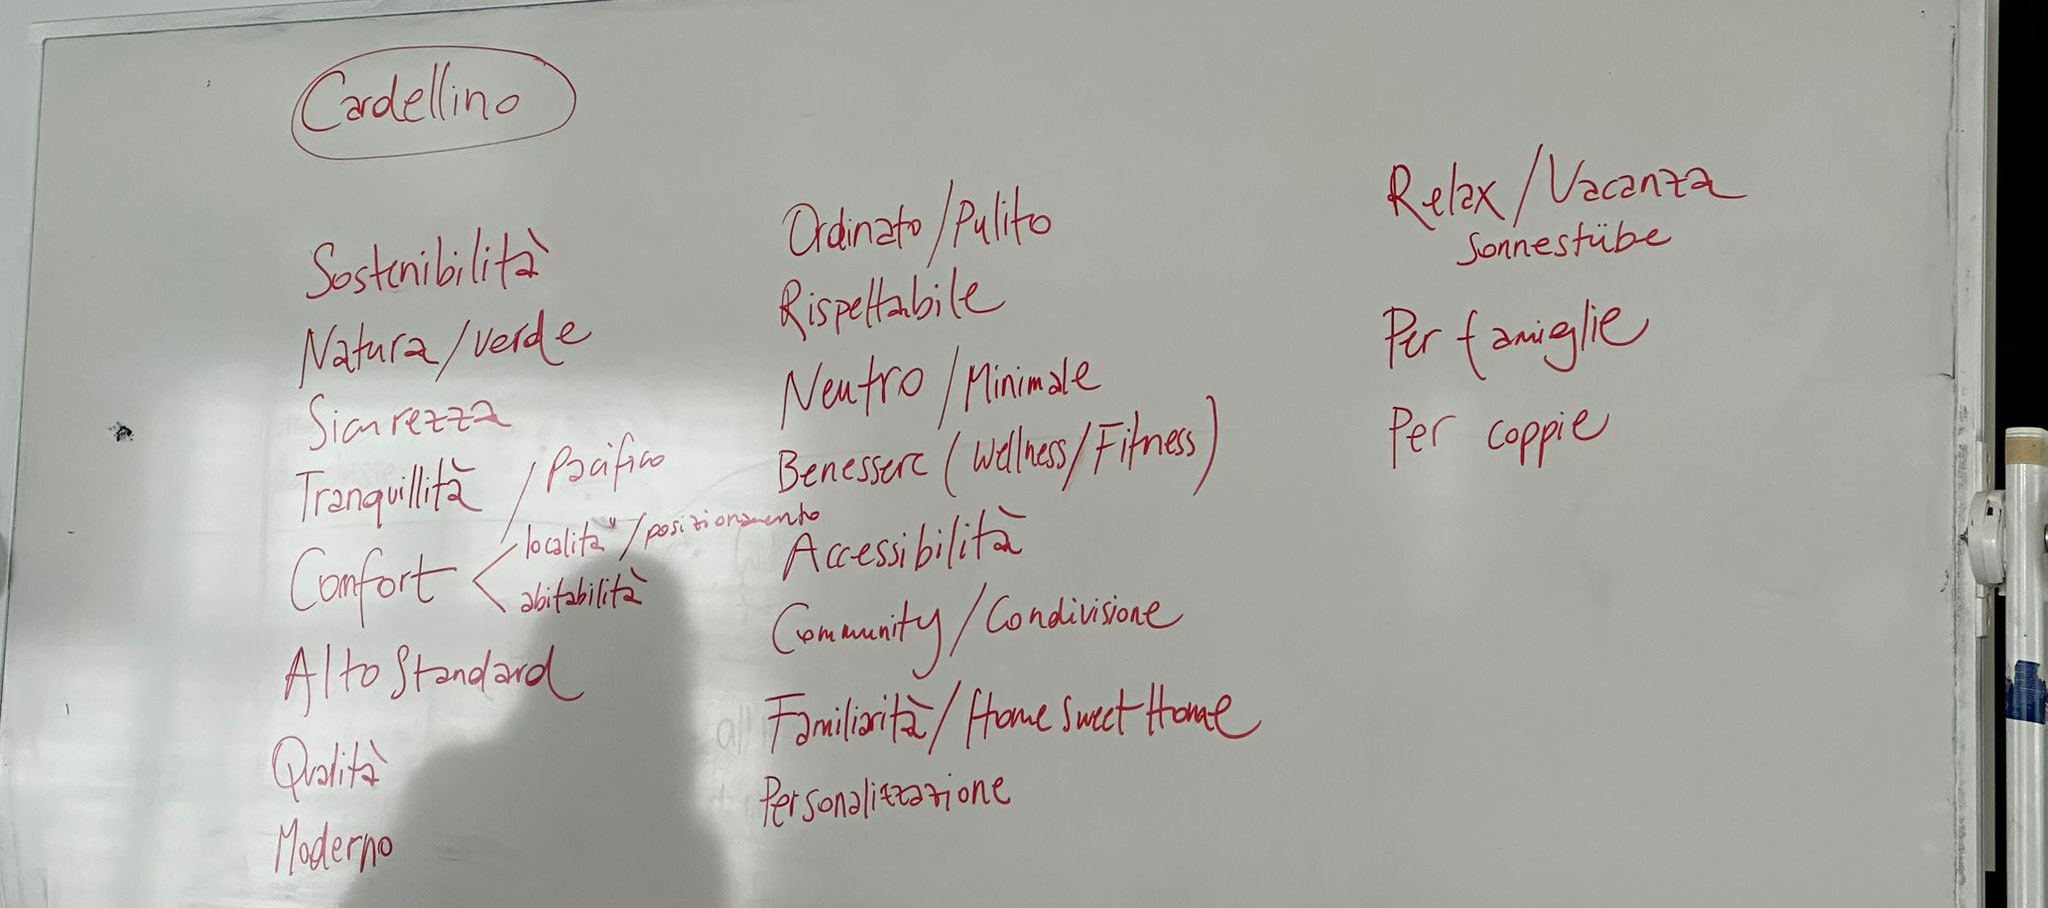 Cardellino
Sostenibilità
Natura/verde
Sicurezza
Tranquillità / Pacifico
Confort < località / posizionamento
abitabilità
Alto Standard
Qualità
Moderno
Ordinato/Pulito
Rispettabile
Neutro/Minimale
Benessere (Wellness/Fitness)
Accessibilità
Community/Condivisione
Familiarità/Home Sweet Home
Personalizzazione
Relax/Vacanza
Sonnestübe
Per famiglie
Per coppie